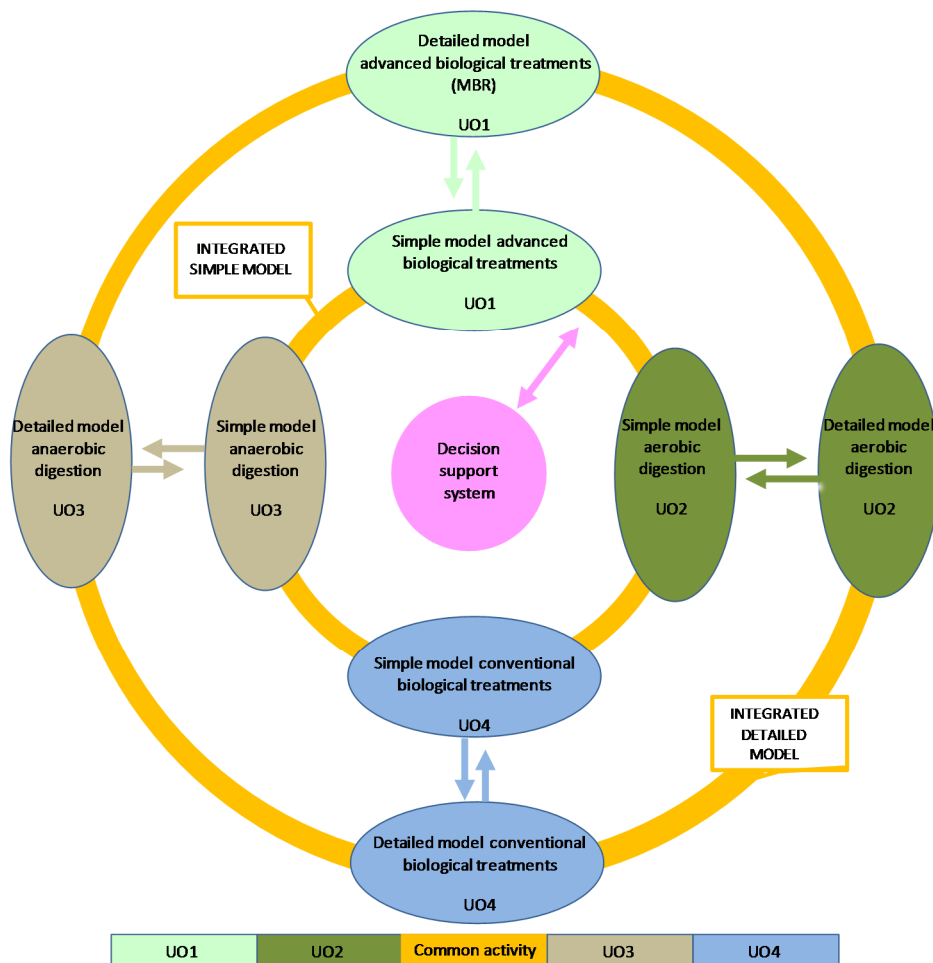 Detailed model
advanced biological treatments
(MBR)
UO1
Simple model advanced
biological treatments
UO1
INTEGRATED
SIMPLE MODEL
Detailed model
anaerobic
digestion
UO3
Simple model
anaerobic
digestion
UO3
Decision
support
system
Simple model
aerobic
digestion
UO2
Detailed model
aerobic
digestion
UO2
Simple model conventional
biological treatments
UO4
INTEGRATED
DETAILED
MODEL
Detailed model conventional
biological treatments
UO4
UO1 UO2 Common activity UO3 UO4